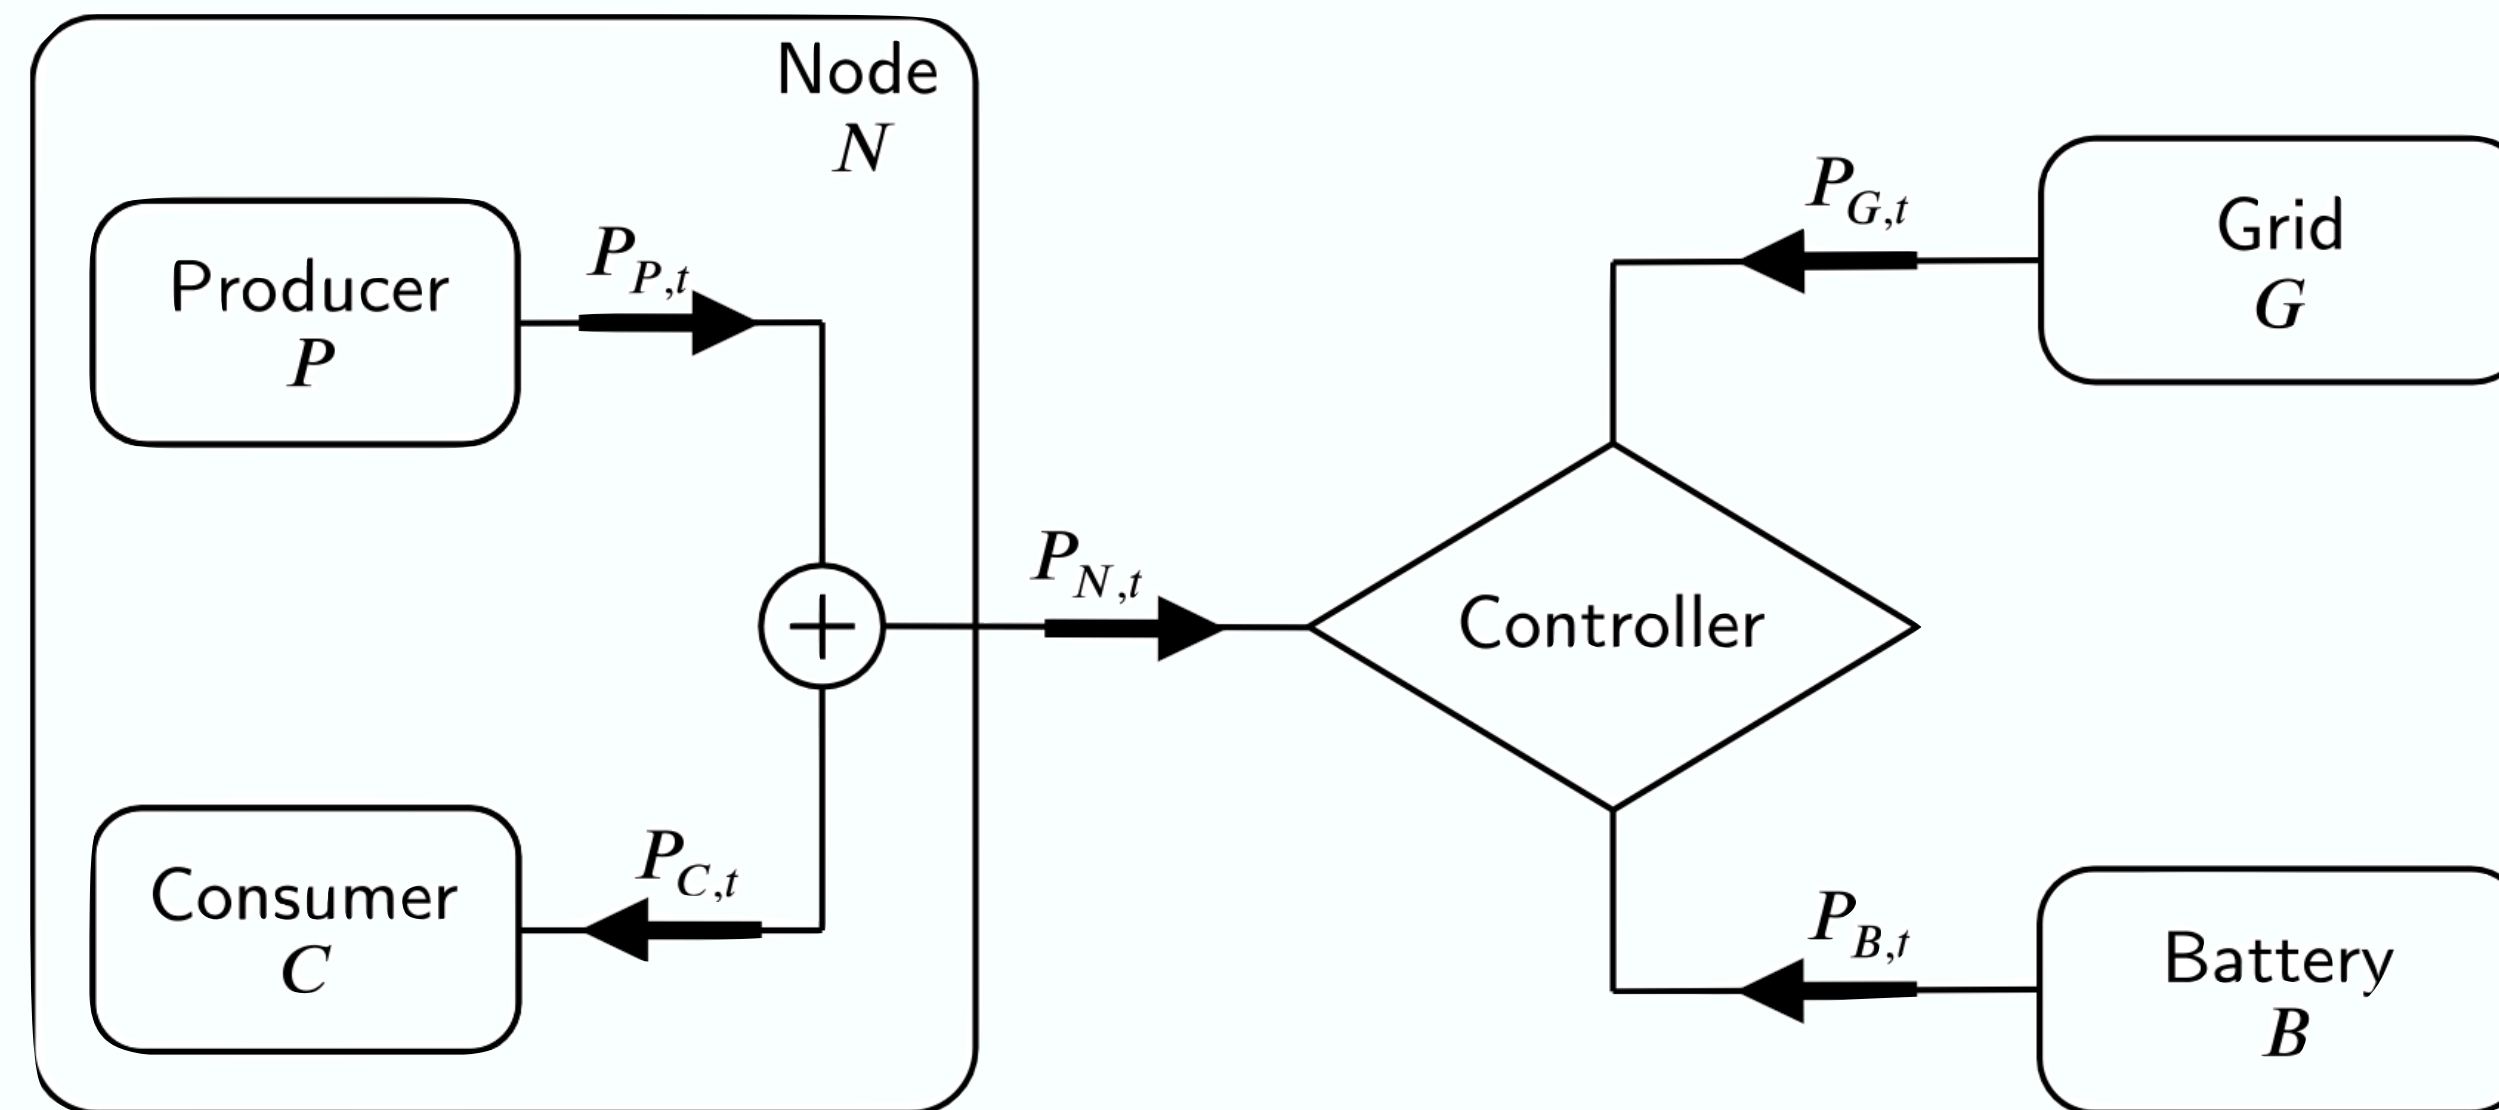 Node
N
Producer
P
P_{P,t}
Consumer
C
P_{C,t}
P_{N,t}
Controller
P_{G,t}
Grid
G
P_{B,t}
Battery
B